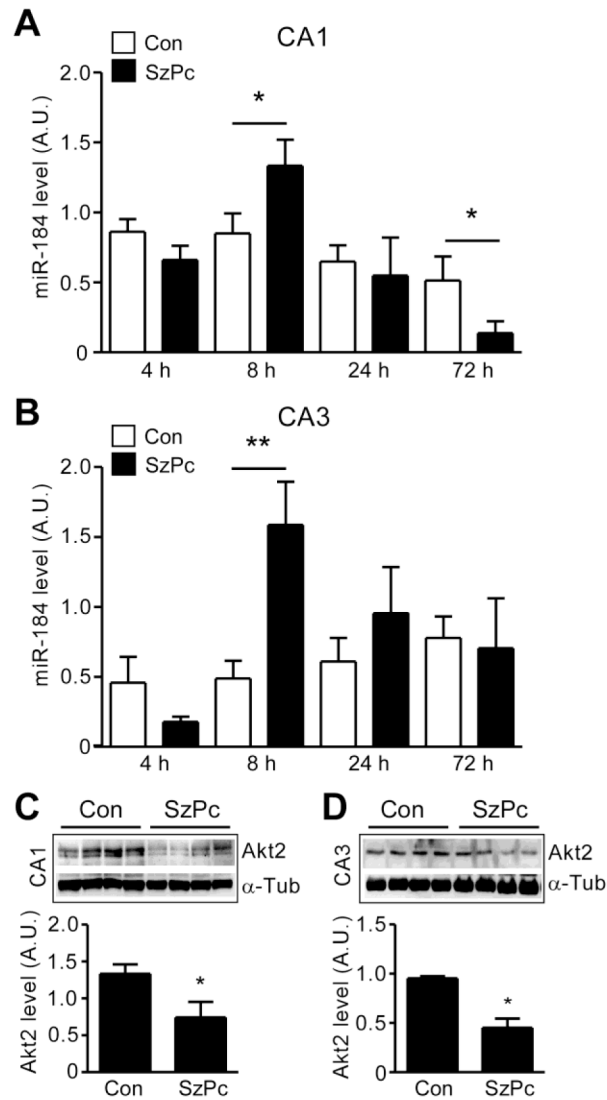 A
CA1
Con
SzPc
miR-184 level (A.U.)
2.0
1.5
1.0
0.5
0
*
*
4 h 8 h 24 h 72 h
B
CA3
Con
SzPc
miR-184 level (A.U.)
2.0
1.5
1.0
0.5
0
**
4 h 8 h 24 h 72 h
C
Con SzPc
CA1
Akt2
α-Tub
Akt2 level (A.U.)
2.0
1.5
1.0
0.5
0
*
Con SzPc
D
Con SzPc
CA3
Akt2
α-Tub
Akt2 level (A.U.)
1.5
1.0
0.5
0
*
Con SzPc